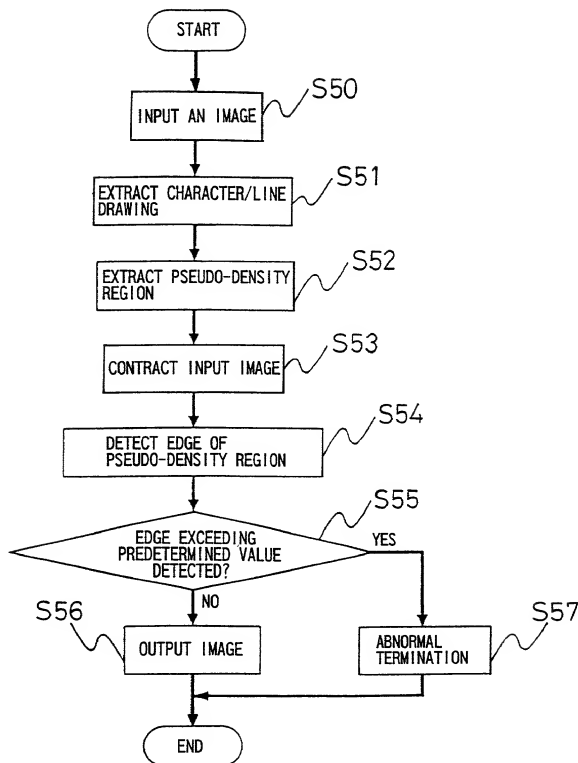 START
S50
INPUT AN IMAGE
S51
EXTRACT CHARACTER/LINE
DRAWING
S52
EXTRACT PSEUDO-DENSITY
REGION
S53
CONTRACT INPUT IMAGE
S54
DETECT EDGE OF
PSEUDO-DENSITY REGION
S55
EDGE EXCEEDING
PREDETERMINED VALUE
DETECTED?
YES
NO
S56
OUTPUT IMAGE
S57
ABNORMAL
TERMINATION
END